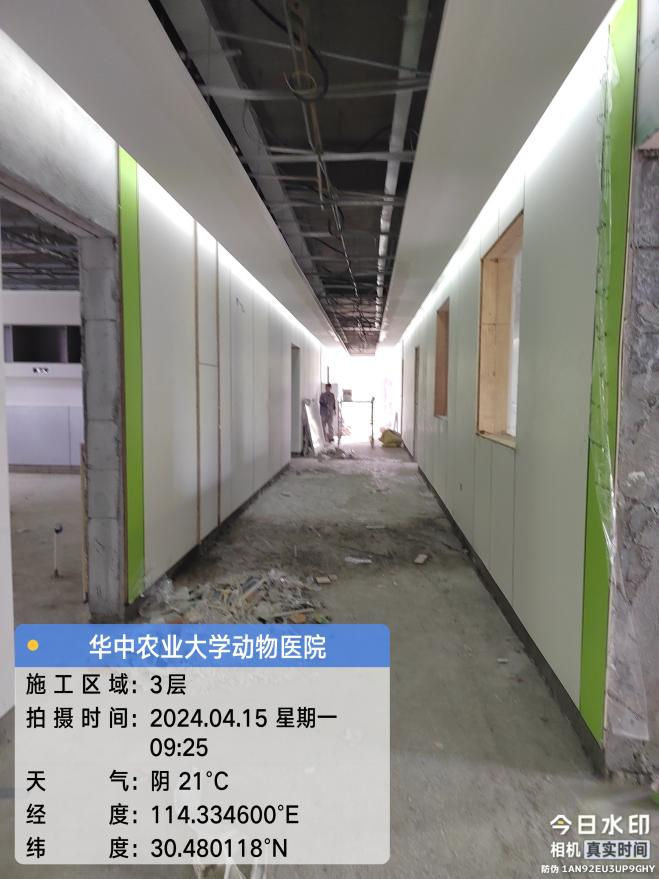 华中农业大学动物医院
施工区域：3层
拍摄时间：2024.04.15 星期一
09:25
天气：阴 21°C
经度：114.334600°E
纬度：30.480118°N
今日水印
相机 真实时间
防伪 1AN92EU3UP9GHY